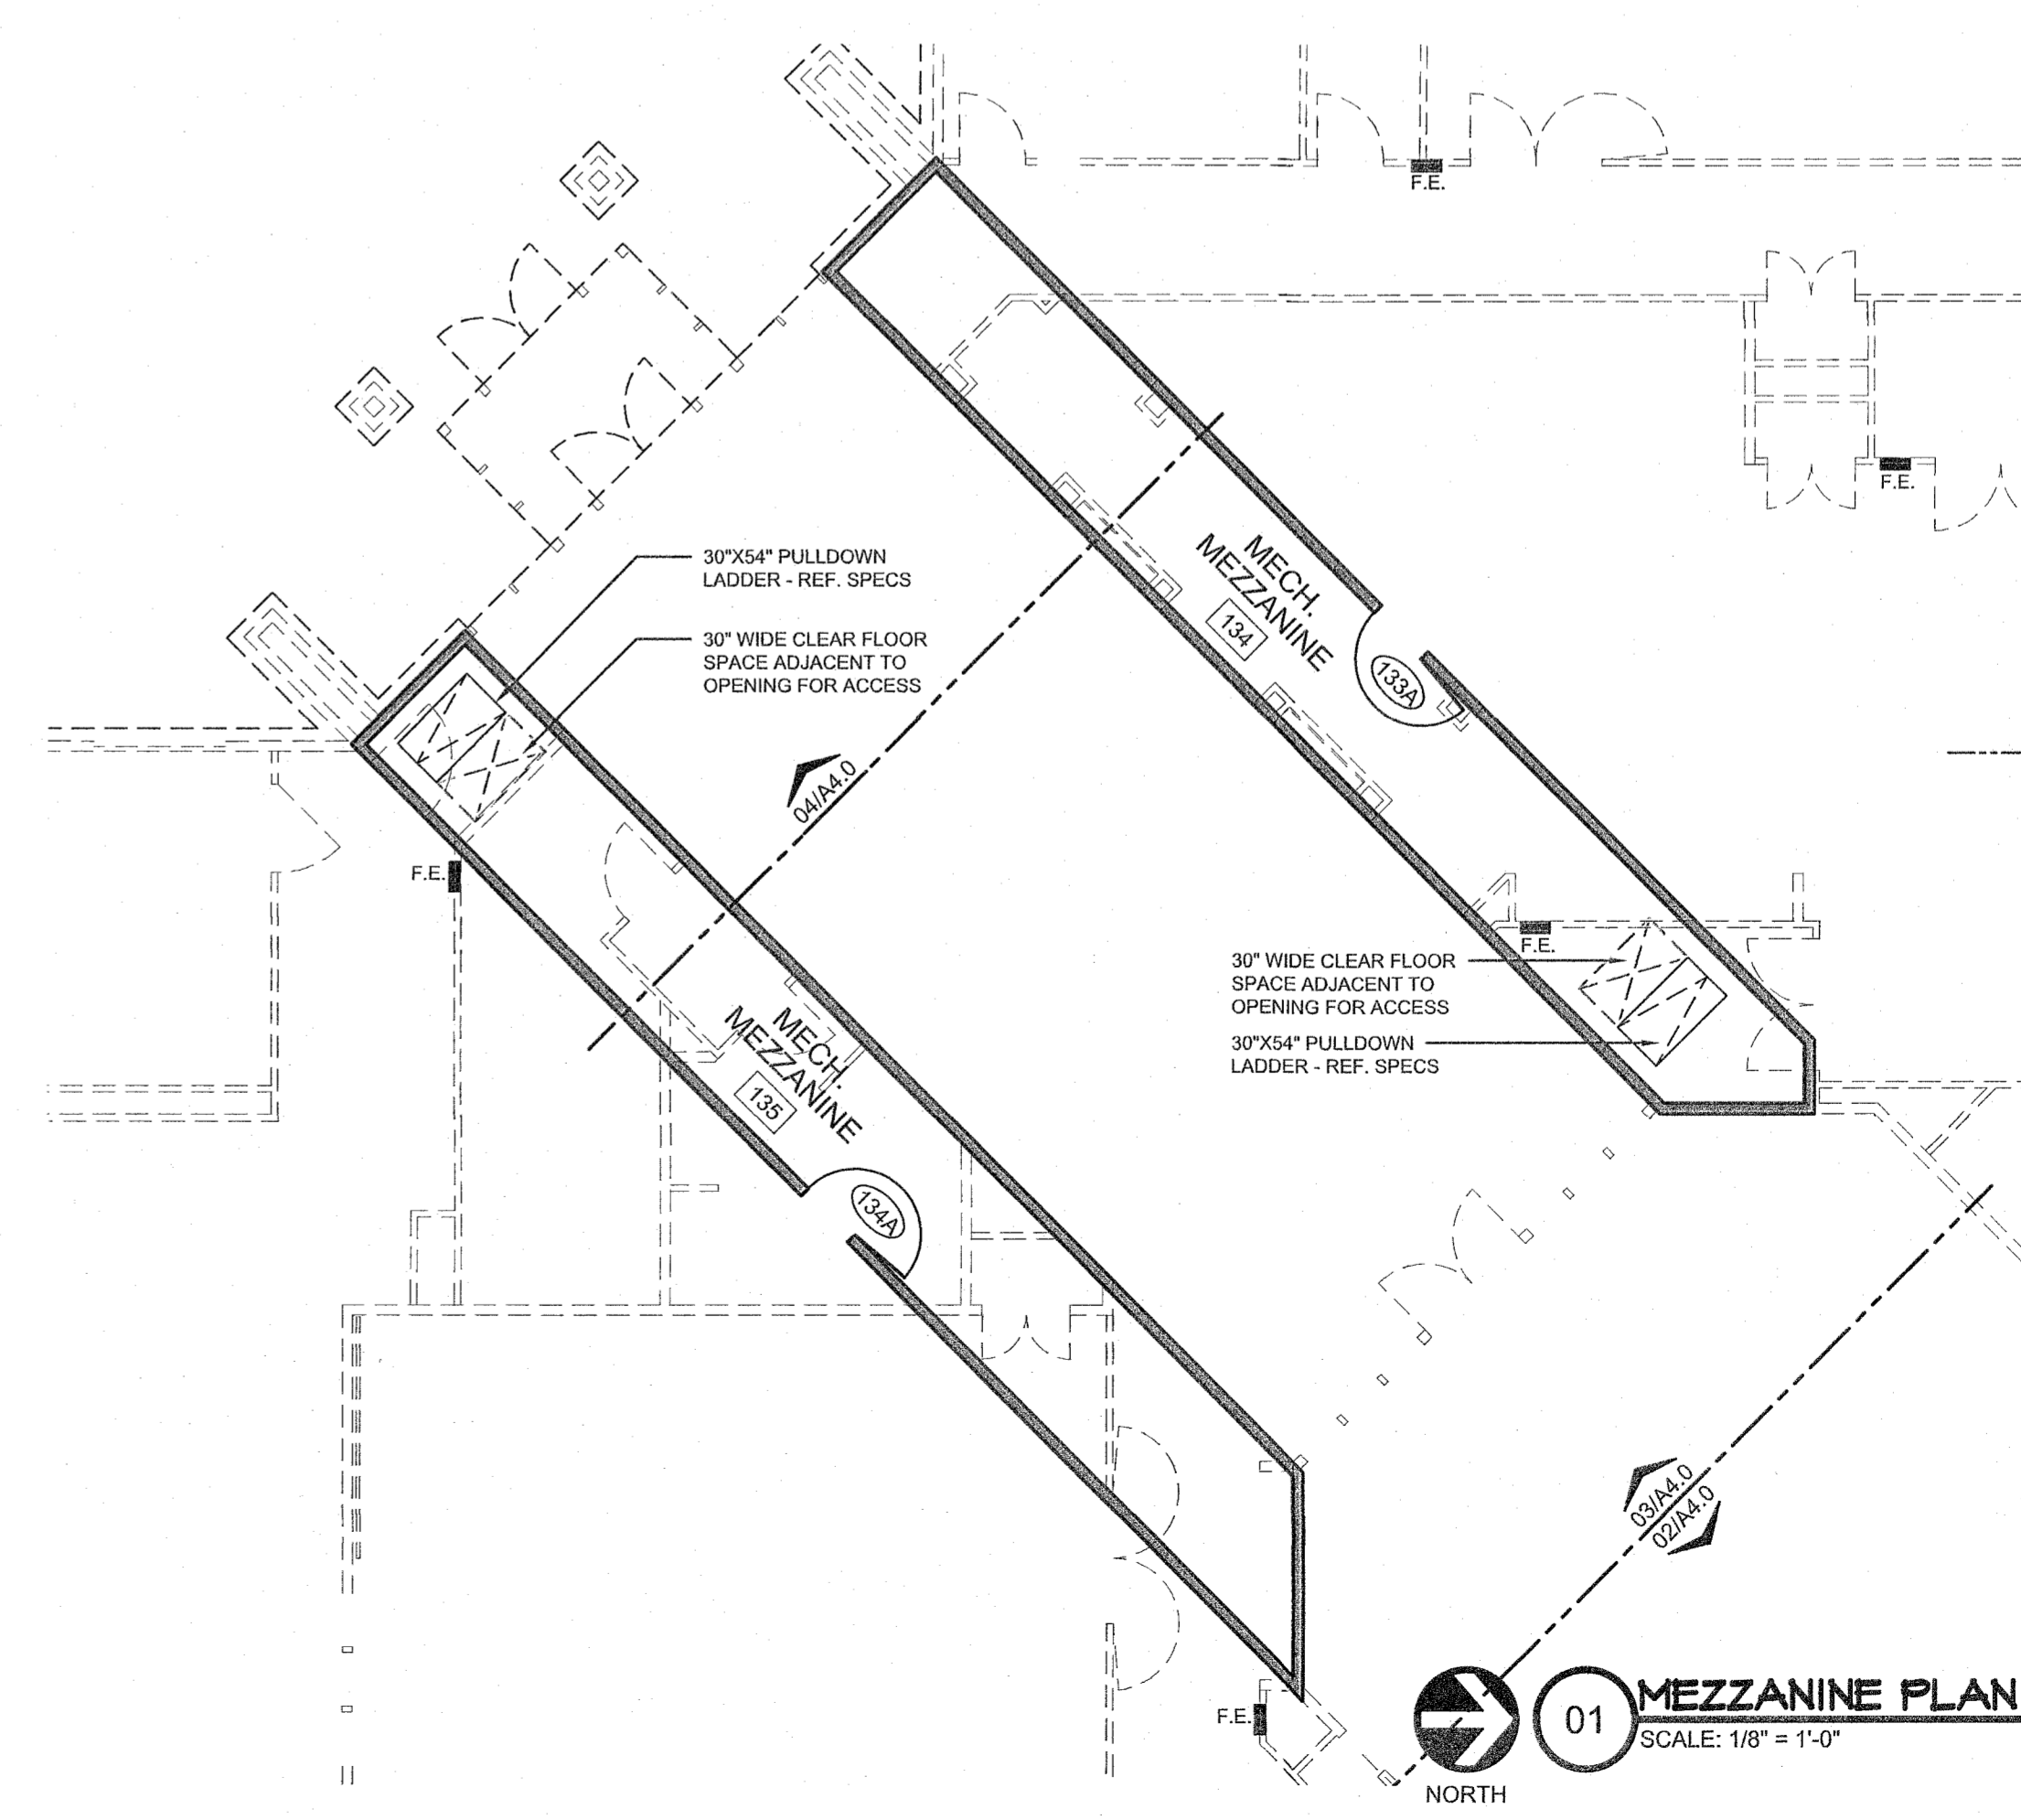 F.E.
F.E.
30"X54" PULLDOWN
LADDER - REF. SPECS
30" WIDE CLEAR FLOOR
SPACE ADJACENT TO
OPENING FOR ACCESS
MECH.
MEZZANINE
134
133A
04/A4.0
F.E.
F.E.
30" WIDE CLEAR FLOOR
SPACE ADJACENT TO
OPENING FOR ACCESS
30"X54" PULLDOWN
LADDER - REF. SPECS
MECH.
MEZZANINE
135
134A
03/A4.0
02/A4.0
F.E.
NORTH
01
MEZZANINE PLAN
SCALE: 1/8" = 1'-0"